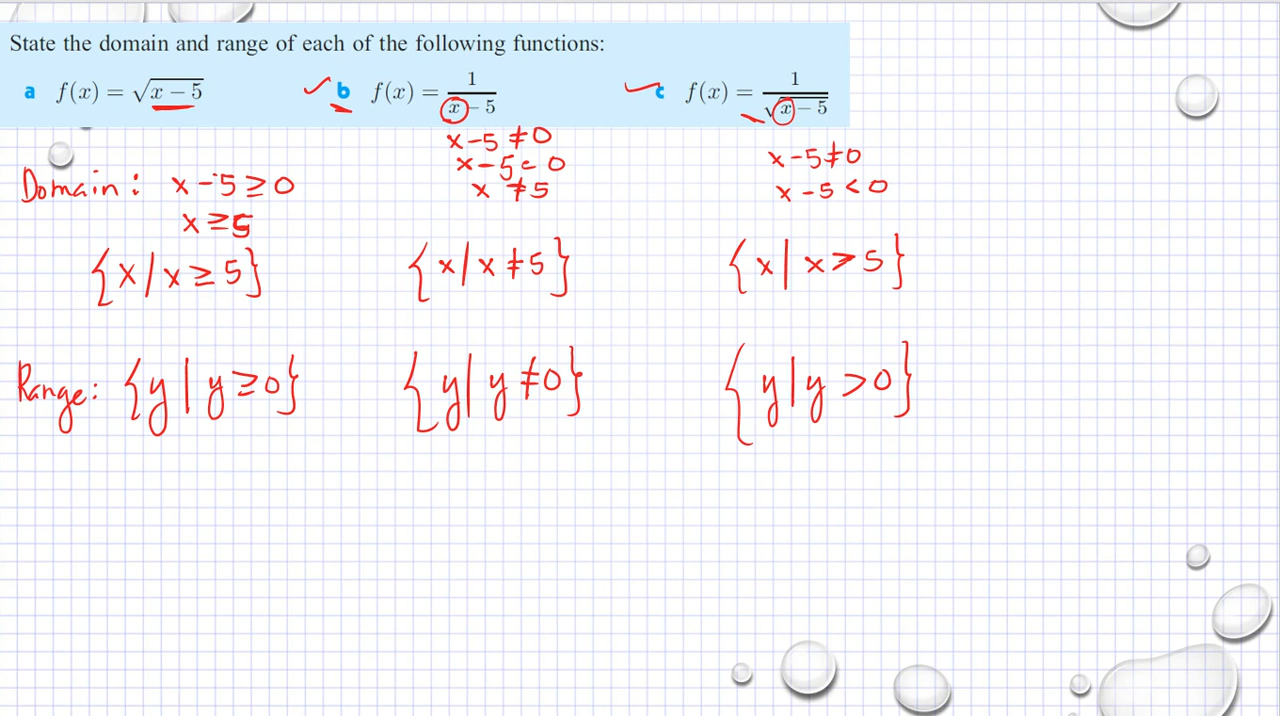 State the domain and range of each of the following functions:
a f(x) = √(x − 5) b f(x) = 1/(x − 5) c f(x) = 1/√(x − 5)
x−5≠0
x−5<0
x ≠5
x−5≠0
x−5<0
Domain: x−5≥0
x≥5
{x/x≥5} {x/x≠5} {x|x>5}
Range: {y|y≥0} {y|y≠0} {y|y>0}